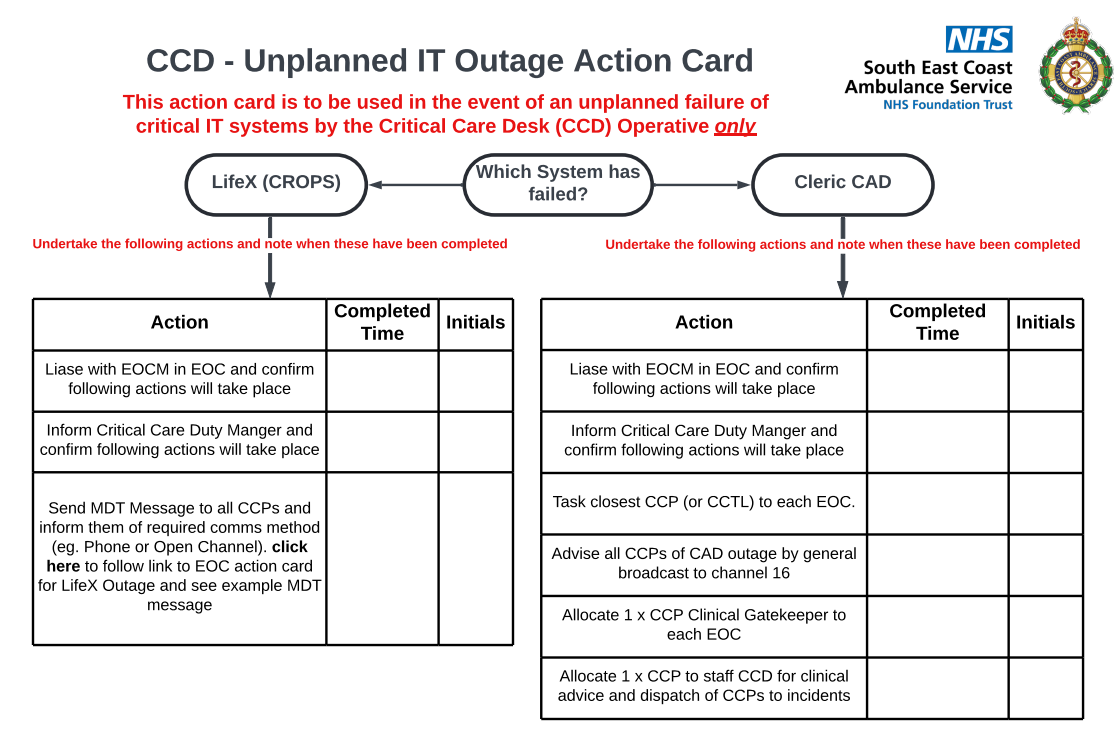 CCD - Unplanned IT Outage Action Card
NHS
South East Coast
Ambulance Service
NHS Foundation Trust
This action card is to be used in the event of an unplanned failure of
critical IT systems by the Critical Care Desk (CCD) Operative only
LifeX (CROPS)
Which System has
failed?
Cleric CAD
Undertake the following actions and note when these have been completed
Undertake the following actions and note when these have been completed
Action
Completed
Time
Initials
Liase with EOCM in EOC and confirm
following actions will take place
Inform Critical Care Duty Manger and
confirm following actions will take place
Send MDT Message to all CCPs and
inform them of required comms method
(eg. Phone or Open Channel). click
here to follow link to EOC action card
for LifeX Outage and see example MDT
message
Action
Completed
Time
Initials
Liase with EOCM in EOC and confirm
following actions will take place
Inform Critical Care Duty Manger and
confirm following actions will take place
Task closest CCP (or CCTL) to each EOC.
Advise all CCPs of CAD outage by general
broadcast to channel 16
Allocate 1 x CCP Clinical Gatekeeper to
each EOC
Allocate 1 x CCP to staff CCD for clinical
advice and dispatch of CCPs to incidents